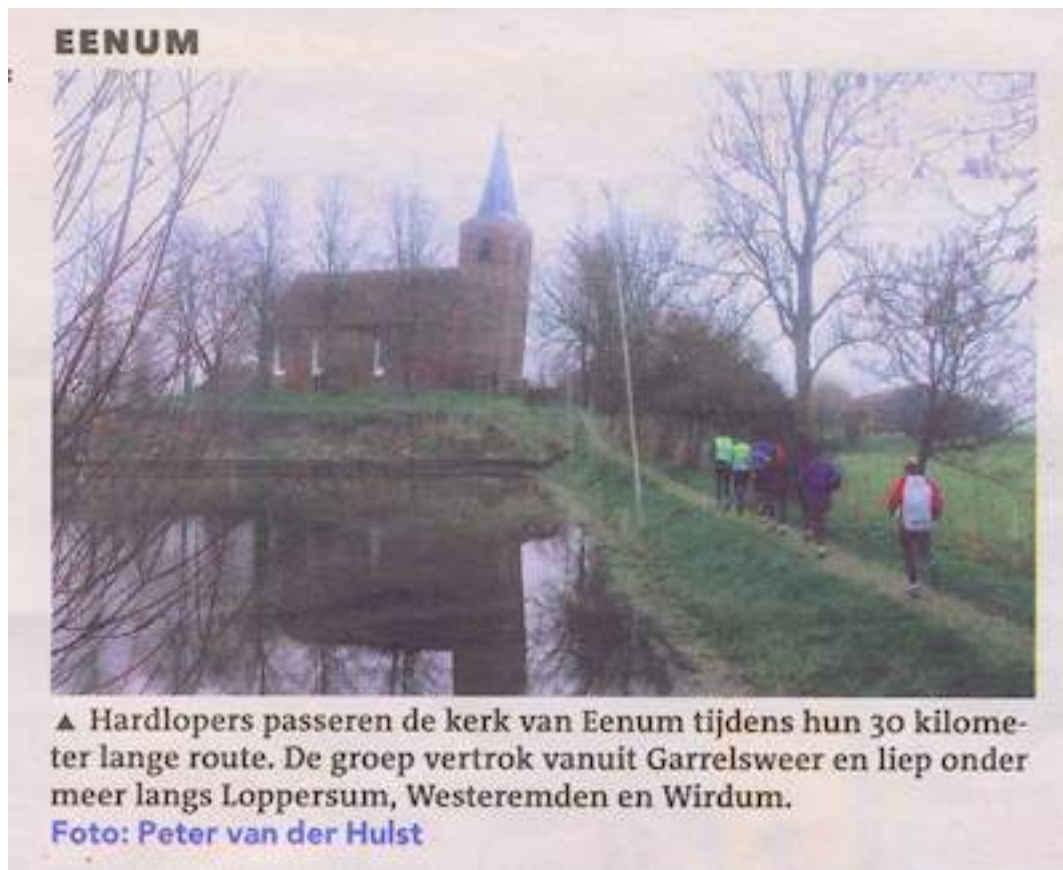 EENUM
▲ Hardlopers passeren de kerk van Eenum tijdens hun 30 kilome-
ter lange route. De groep vertrok vanuit Garrelsweer en liep onder
meer langs Loppersum, Westeremden en Wirdum.
Foto: Peter van der Hulst